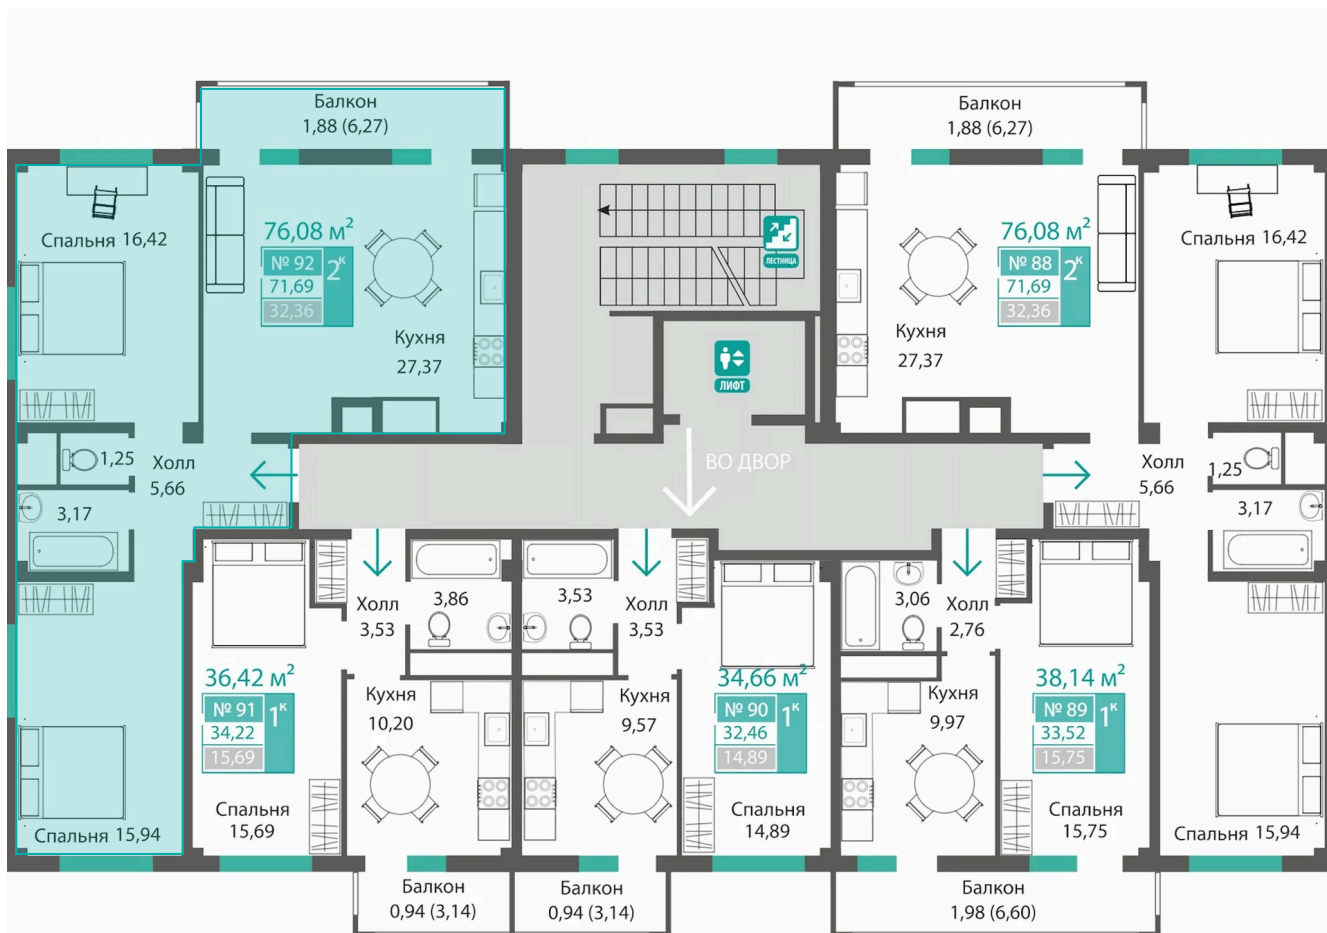 Балкон
1,88 (6,27)
Спальня 16,42
76,08 м²
№ 92
71,69
32,36
2к
Кухня
27,37
1,25
Холл
5,66
3,17
Спальня 15,94
ЛЕСТНИЦА
ЛИФТ
ВО ДВОР
Балкон
1,88 (6,27)
76,08 м²
№ 88
71,69
32,36
2к
Кухня
27,37
Спальня 16,42
Холл
5,66
1,25
3,17
Спальня 15,94
Холл
3,53
3,86
36,42 м²
№ 91
34,22
15,69
1к
Кухня
10,20
Спальня
15,69
Балкон
0,94 (3,14)
3,53
Холл
3,53
34,66 м²
№ 90
32,46
14,89
1к
Кухня
9,57
Спальня
14,89
Балкон
0,94 (3,14)
3,06
Холл
2,76
38,14 м²
№ 89
33,52
15,75
1к
Кухня
9,97
Спальня
15,75
Балкон
1,98 (6,60)